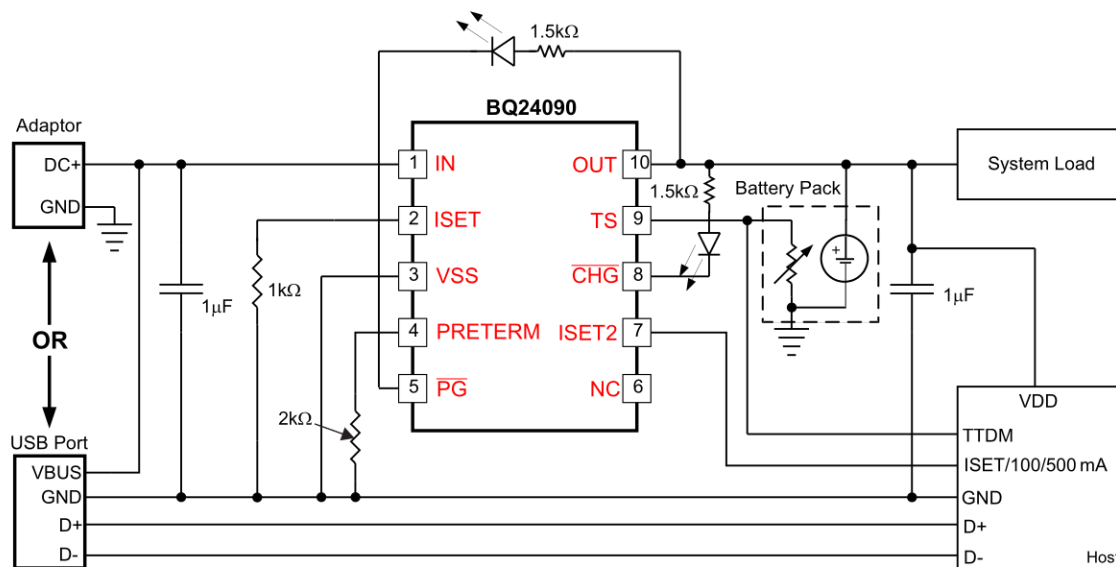 1.5kΩ
BQ24090
Adaptor
DC+
GND
1
IN
2
ISET
3
VSS
4
PRETERM
5
PG
OUT
10
TS
9
CHG
8
ISET2
7
NC
6
1.5kΩ
Battery Pack
+
System Load
1μF
1kΩ
2kΩ
1μF
OR
USB Port
VBUS
GND
D+
D-
VDD
TTDM
ISET/100/500 mA
GND
D+
D-
Host